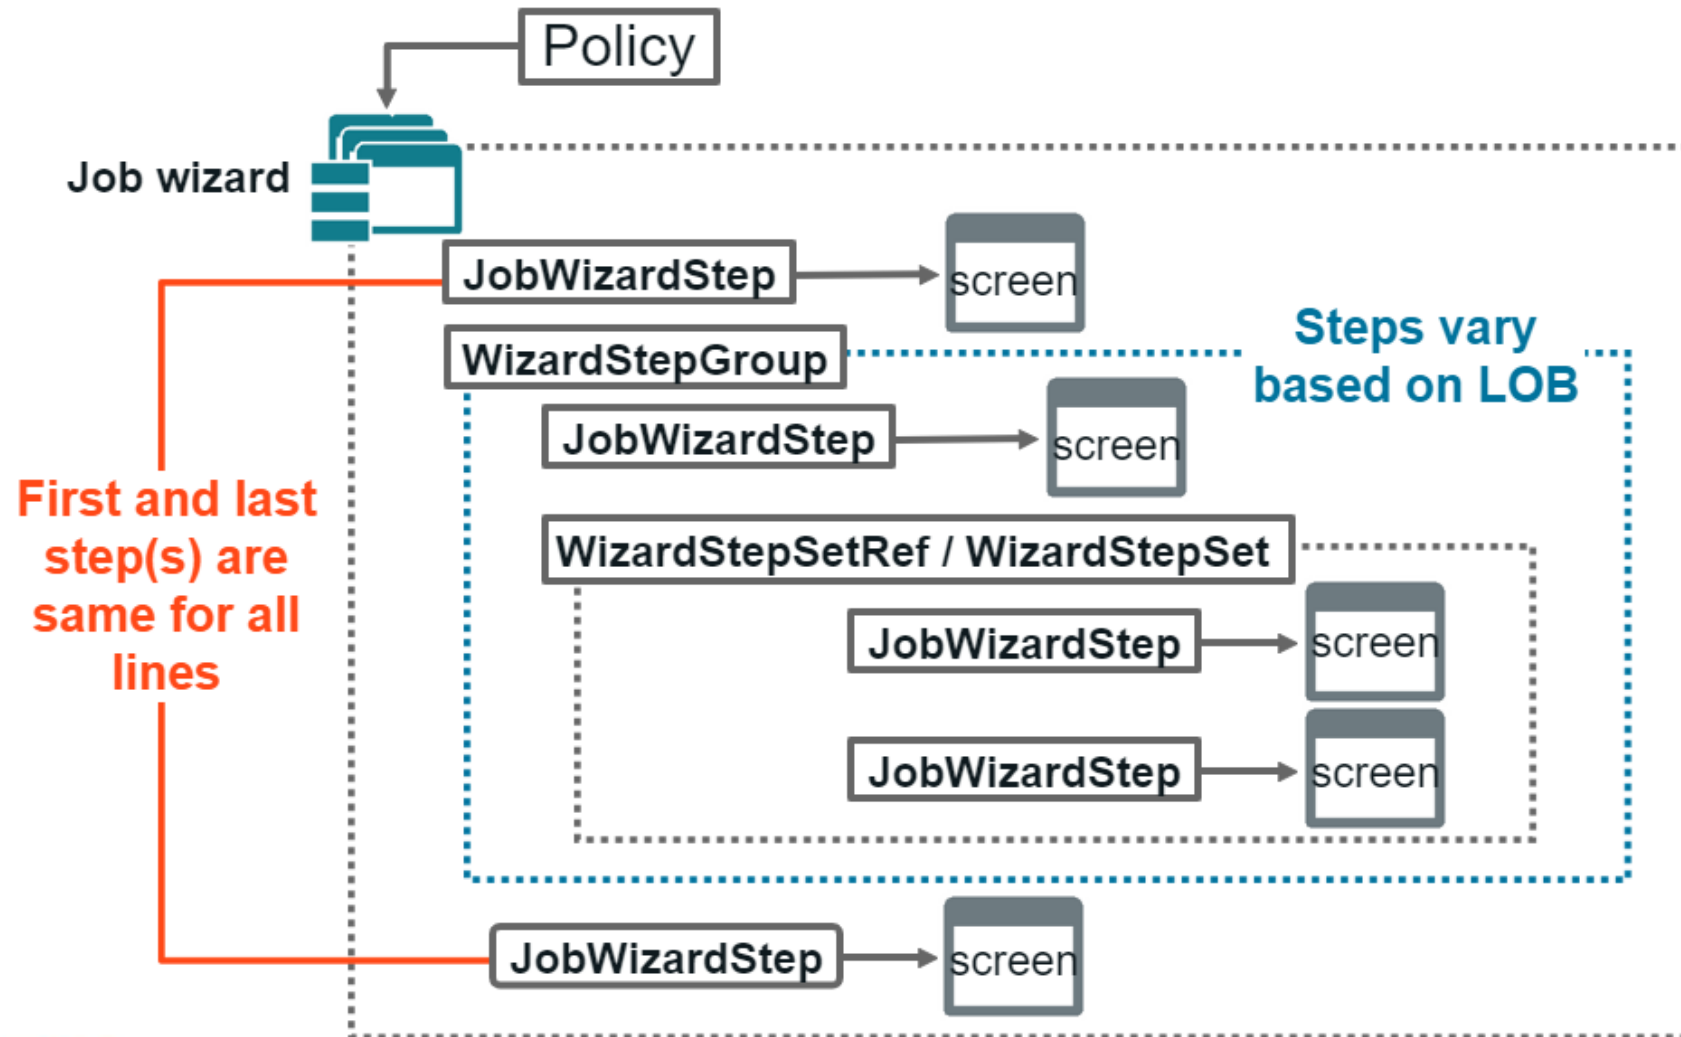 Policy
Job wizard
JobWizardStep
screen
WizardStepGroup
Steps vary
based on LOB
JobWizardStep
screen
First and last
step(s) are
same for all
lines
WizardStepSetRef / WizardStepSet
JobWizardStep
screen
JobWizardStep
screen
JobWizardStep
screen